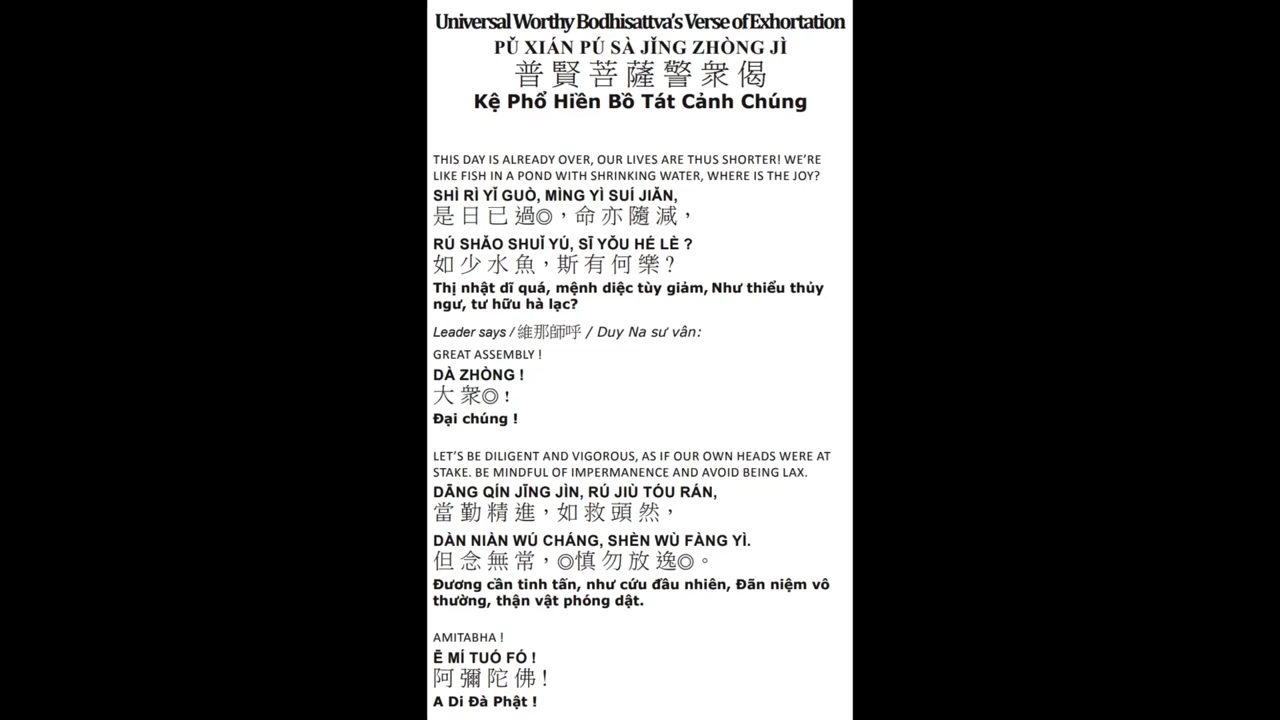 Universal Worthy Bodhisattva's Verse of Exhortation
PǓ XIÁN PÚ SÀ JǏNG ZHÒNG JÌ
普賢菩薩警衆偈
Kệ Phổ Hiền Bồ Tát Cảnh Chúng
THIS DAY IS ALREADY OVER, OUR LIVES ARE THUS SHORTER! WE'RE
LIKE FISH IN A POND WITH SHRINKING WATER, WHERE IS THE JOY?
SHÌ RÌ YǏ GUÒ, MÌNG YÌ SUÍ JIǍN,
是日已過◎，命亦隨減，
RÚ SHǍO SHUǏ YÚ, SĪ YǑU HÉ LÈ ?
如少水魚，斯有何樂？
Thị nhật dĩ quá, mệnh diệc tùy giảm, Như thiểu thủy
ngư, tư hữu hà lạc?
Leader says / 維那師呼 / Duy Na sư vân:
GREAT ASSEMBLY !
DÀ ZHÒNG !
大衆◎！
Đại chúng !
LET'S BE DILIGENT AND VIGOROUS, AS IF OUR OWN HEADS WERE AT
STAKE. BE MINDFUL OF IMPERMANENCE AND AVOID BEING LAX.
DĀNG QÍN JĪNG JÌN, RÚ JIÙ TÓU RÁN,
當勤精進，如救頭然，
DÀN NIÀN WÚ CHÁNG, SHÈN WÙ FÀNG YÌ.
但念無常，◎慎勿放逸◎。
Đương cần tinh tấn, như cứu đầu nhiên, Đãn niệm vô
thường, thận vật phóng dật.
AMITABHA !
Ē MÍ TUÓ FÓ !
阿彌陀佛！
A Di Đà Phật !